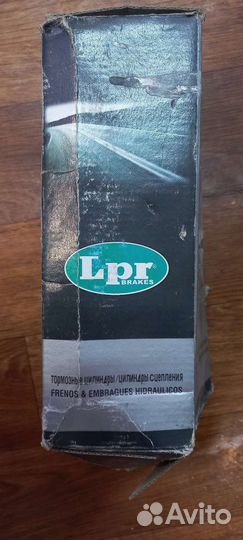 Lpr®
BRAKES
ТОРМОЗНЫЕ ЦИЛИНДРЫ/ЦИЛИНДРЫ СЦЕПЛЕНИЯ
FRENOS & EMBRAGUES HIDRAULICOS
Avito